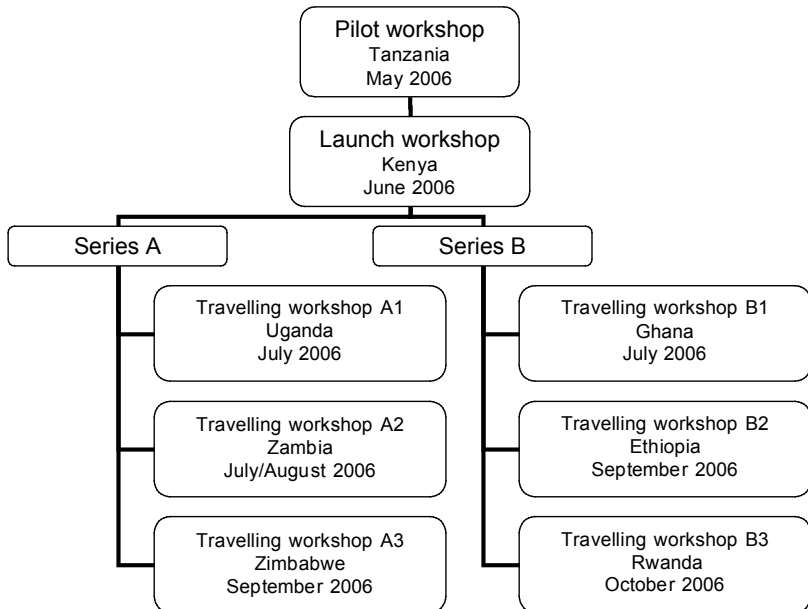 Pilot workshop
Tanzania
May 2006
Launch workshop
Kenya
June 2006
Series A
Series B
Travelling workshop A1
Uganda
July 2006
Travelling workshop A2
Zambia
July/August 2006
Travelling workshop A3
Zimbabwe
September 2006
Travelling workshop B1
Ghana
July 2006
Travelling workshop B2
Ethiopia
September 2006
Travelling workshop B3
Rwanda
October 2006